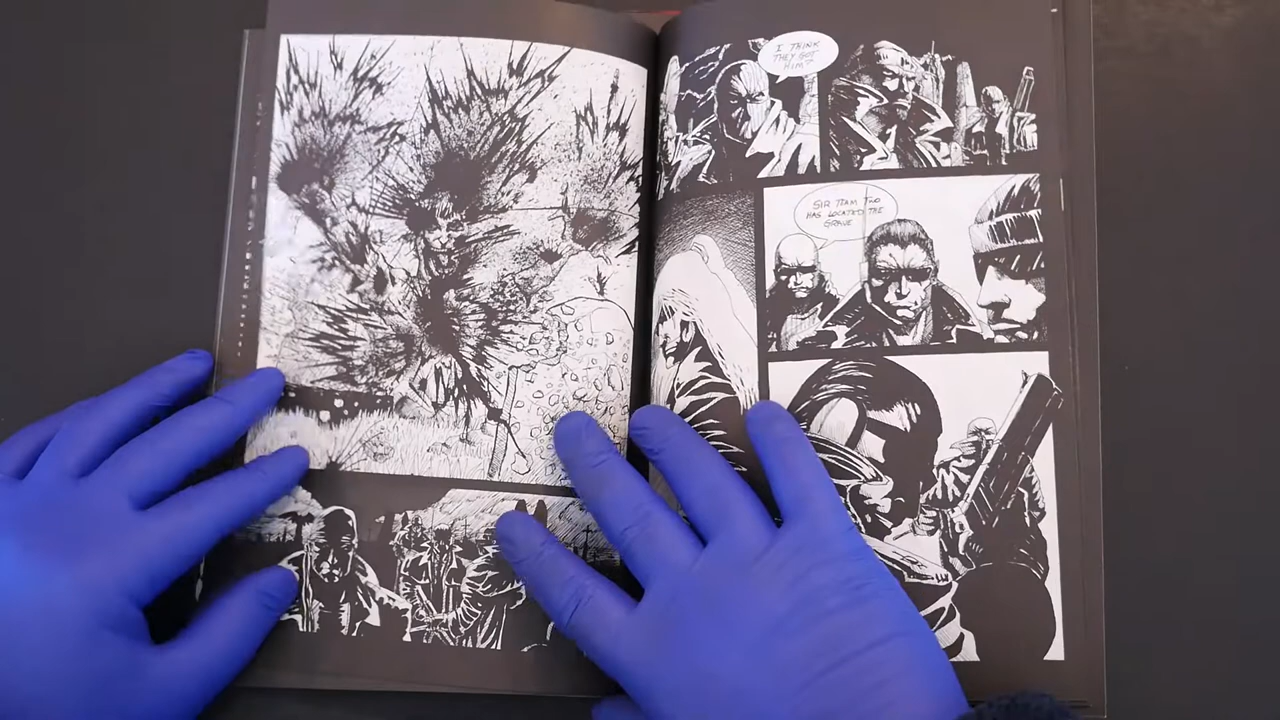 I THINK
THEY GOT
HIM?
SIR TEAM TWO
HAS LOCATED THE
GRAVE